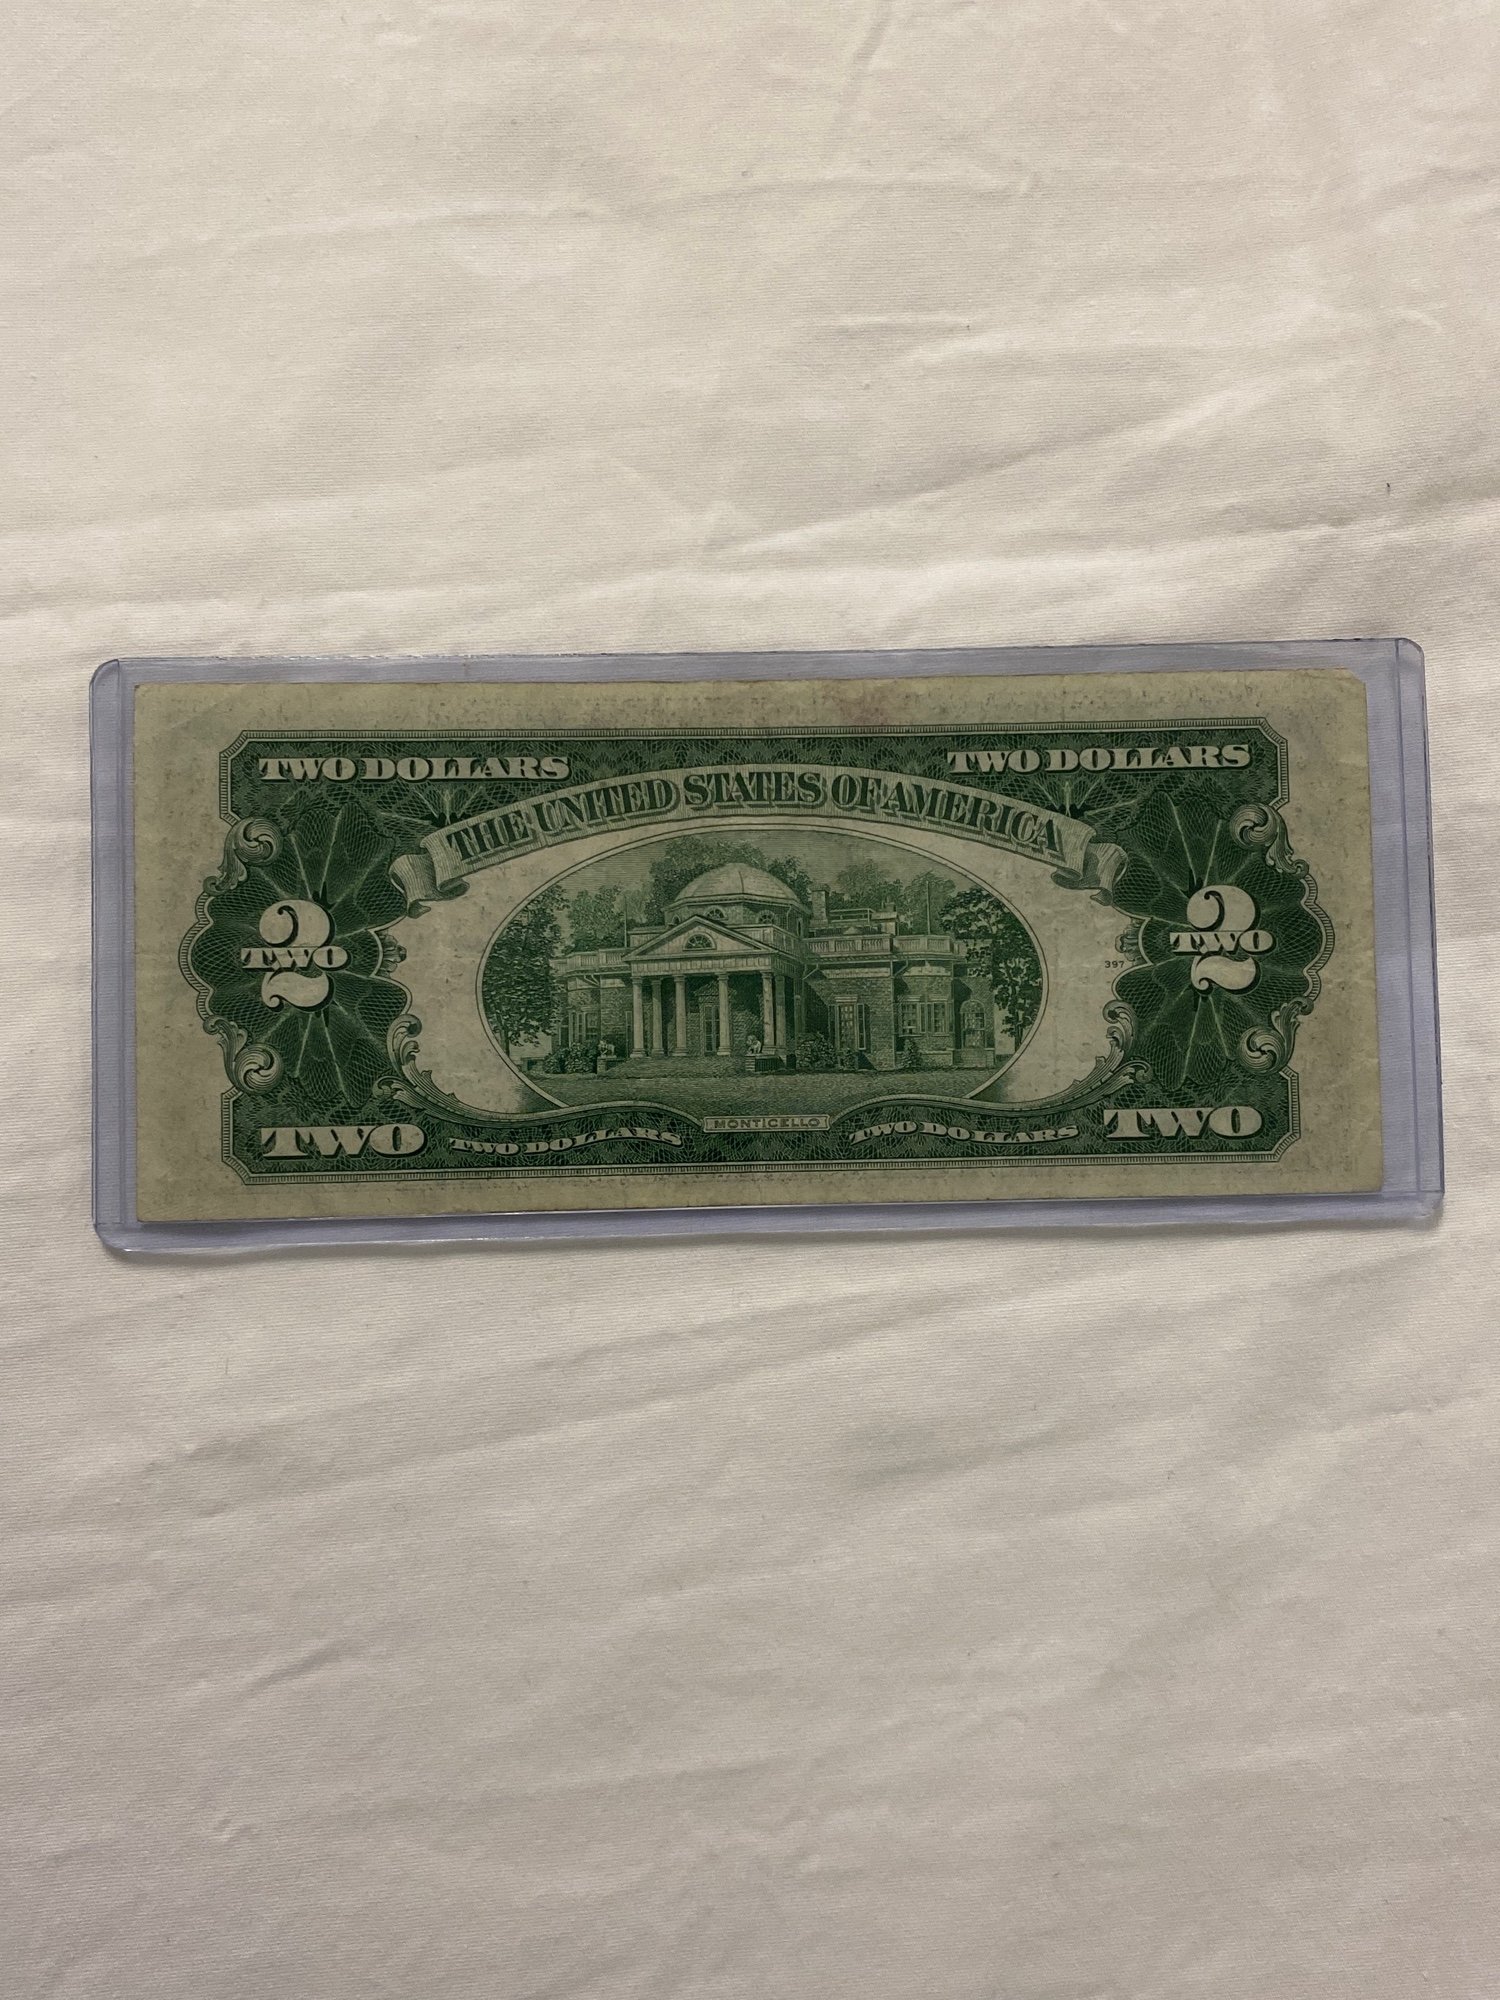 TWO DOLLARS TWO DOLLARS
THE UNITED STATES OF AMERICA
2 2
TWO TWO
397
MONTICELLO
TWO TWO DOLLARS TWO DOLLARS TWO